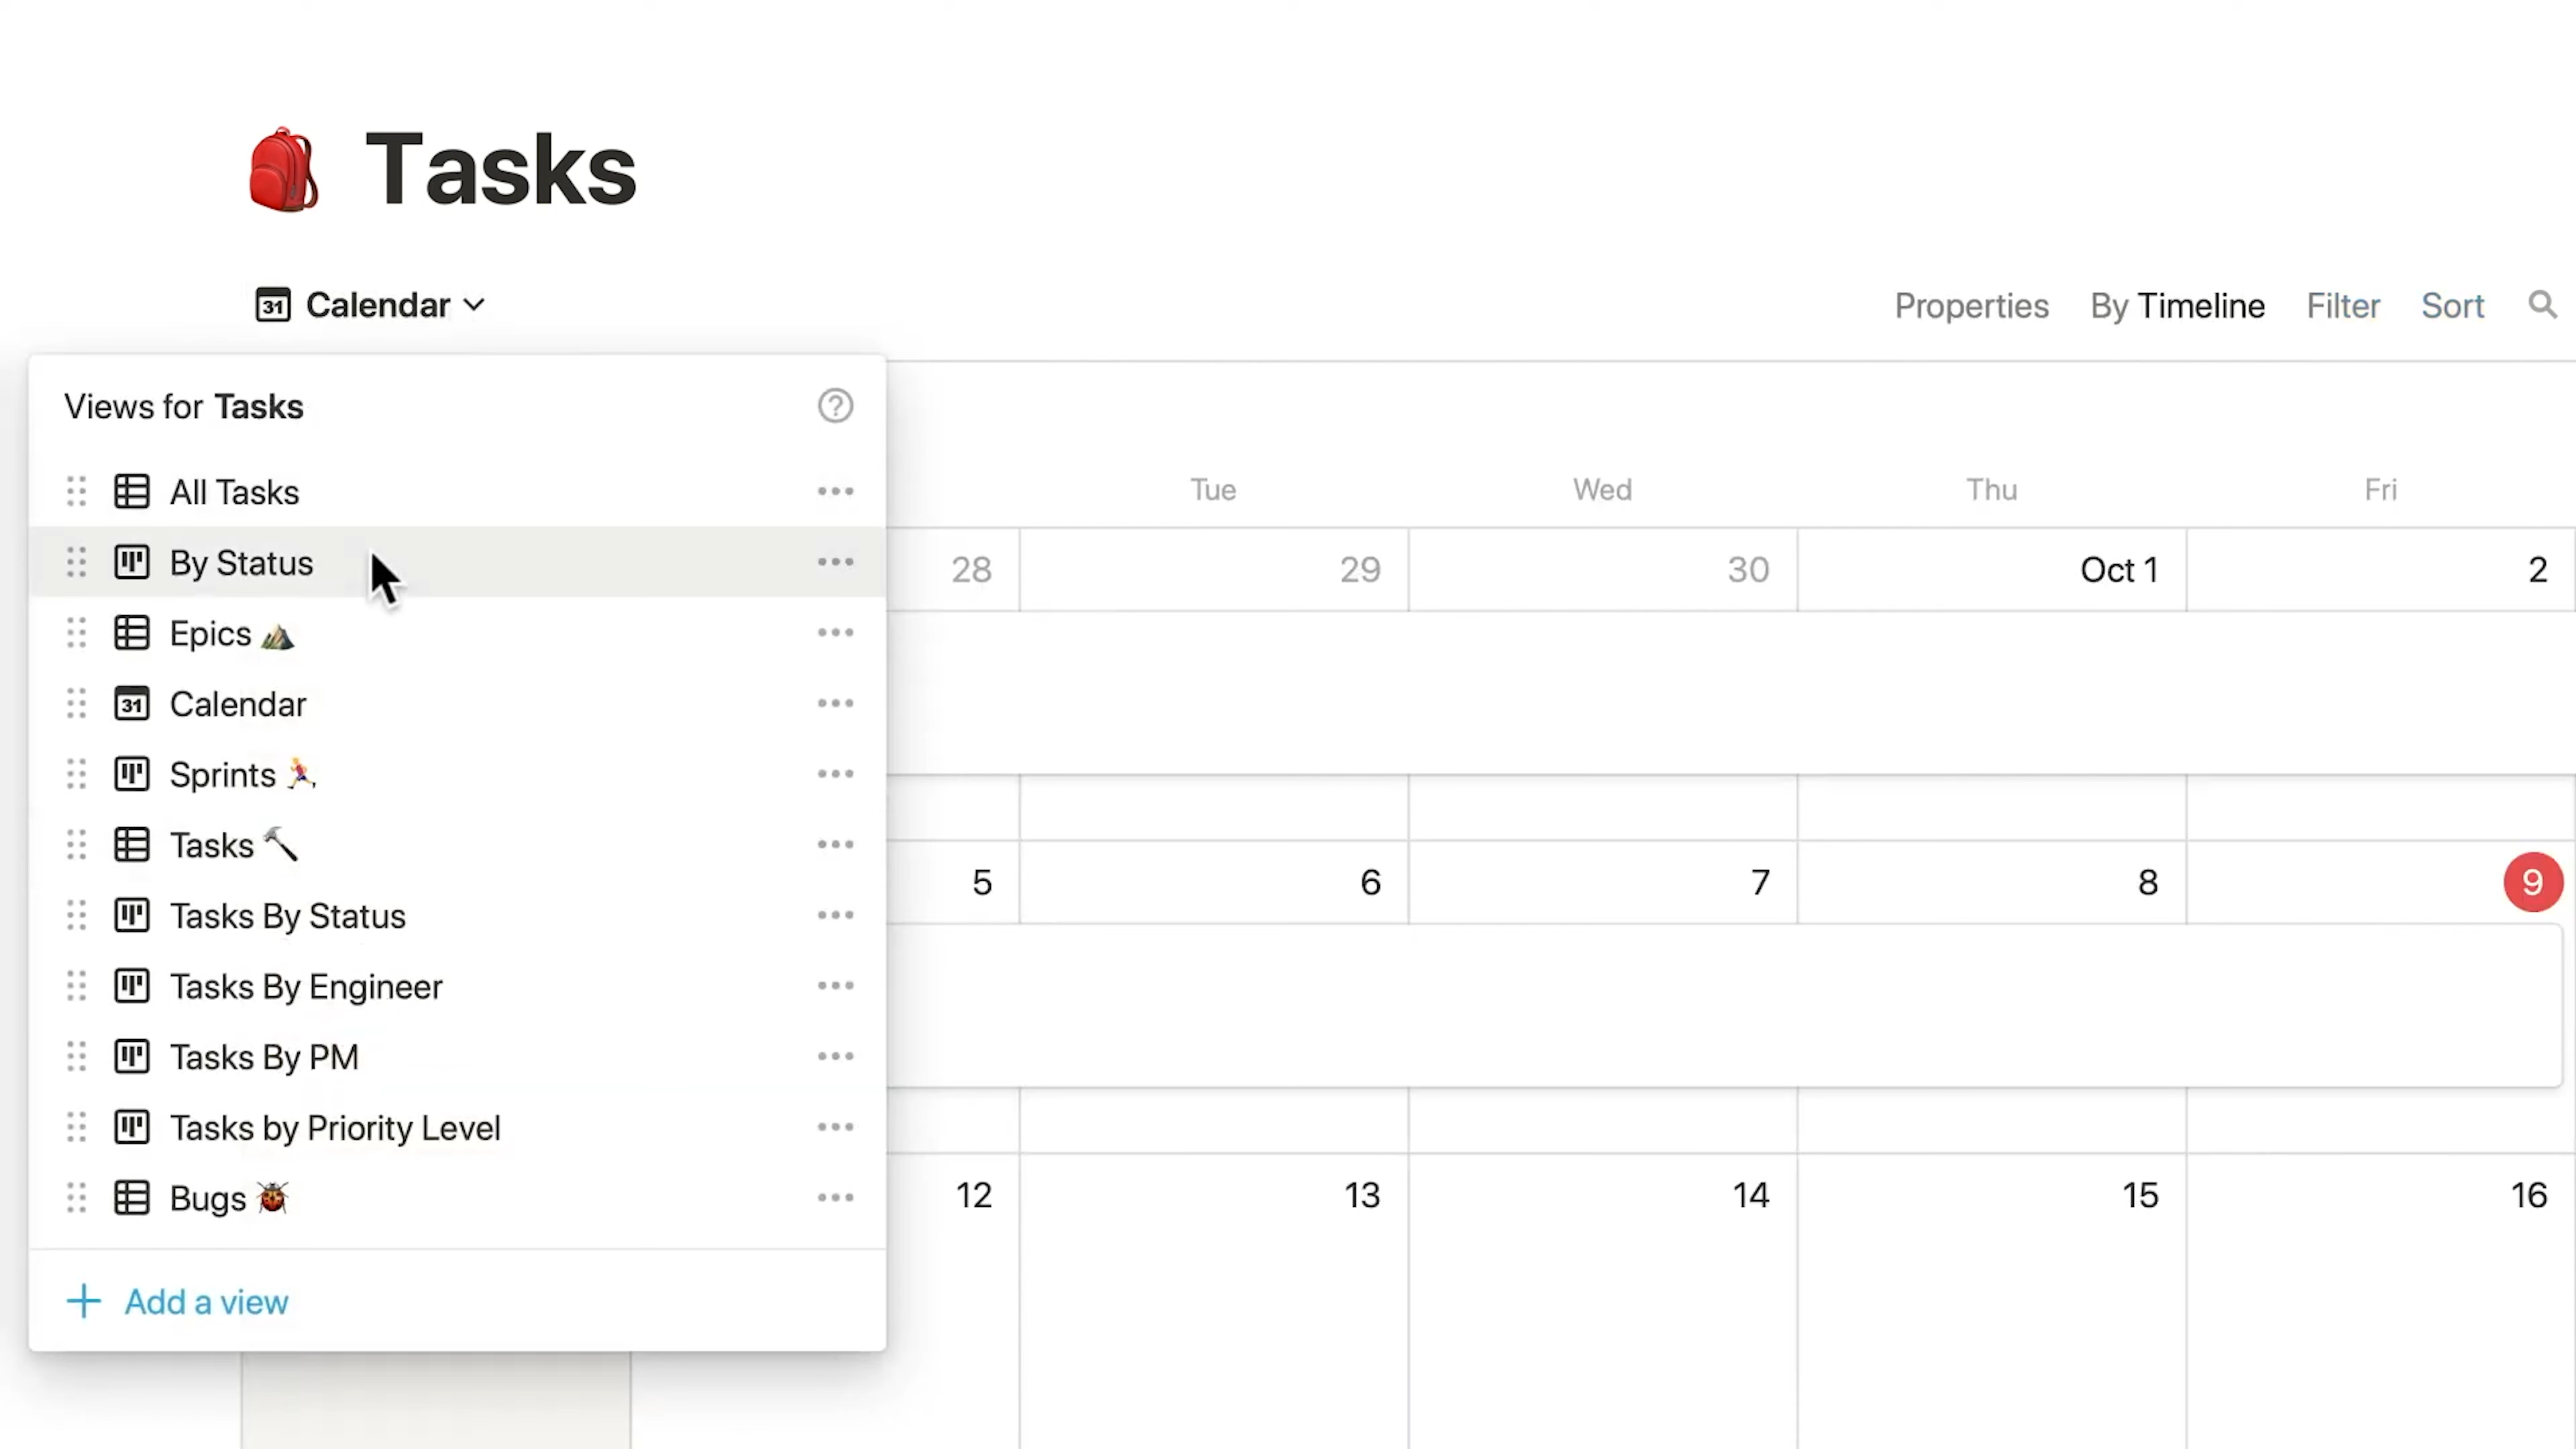 Tasks
31 Calendar
Properties By Timeline Filter Sort
Views for Tasks ?
All Tasks
By Status
Epics
31 Calendar
Sprints
Tasks
Tasks By Status
Tasks By Engineer
Tasks By PM
Tasks by Priority Level
Bugs
+ Add a view
Tue Wed Thu Fri
28 29 30 Oct 1 2
5 6 7 8 9
12 13 14 15 16